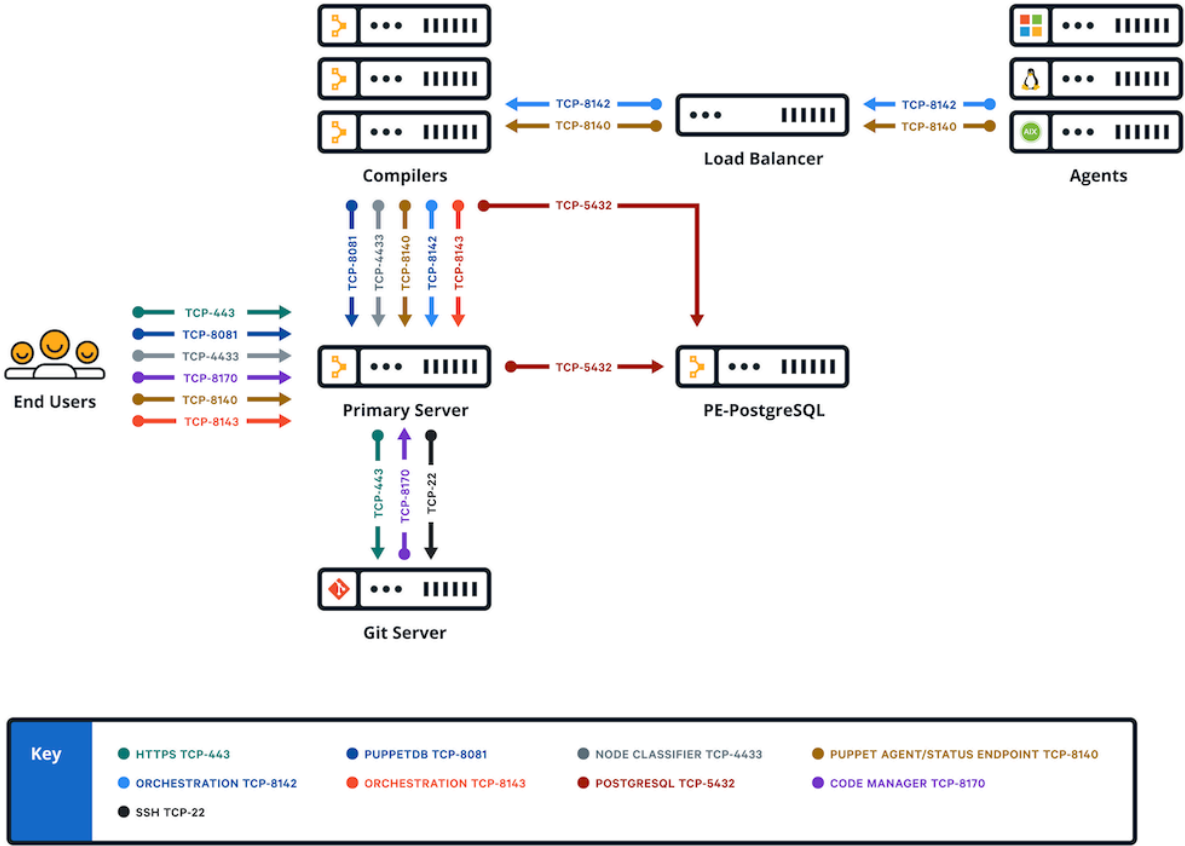 TCP-8142
TCP-8140
TCP-8142
TCP-8140
AIX
Load Balancer
Compilers
Agents
TCP-5432
TCP-8081
TCP-4433
TCP-8140
TCP-8142
TCP-8143
TCP-443
TCP-8081
TCP-4433
TCP-8170
TCP-8140
TCP-8143
TCP-5432
End Users
Primary Server
PE-PostgreSQL
TCP-443
TCP-8170
TCP-22
Git Server
Key
HTTPS TCP-443
PUPPETDB TCP-8081
NODE CLASSIFIER TCP-4433
PUPPET AGENT/STATUS ENDPOINT TCP-8140
ORCHESTRATION TCP-8142
ORCHESTRATION TCP-8143
POSTGRESQL TCP-5432
CODE MANAGER TCP-8170
SSH TCP-22